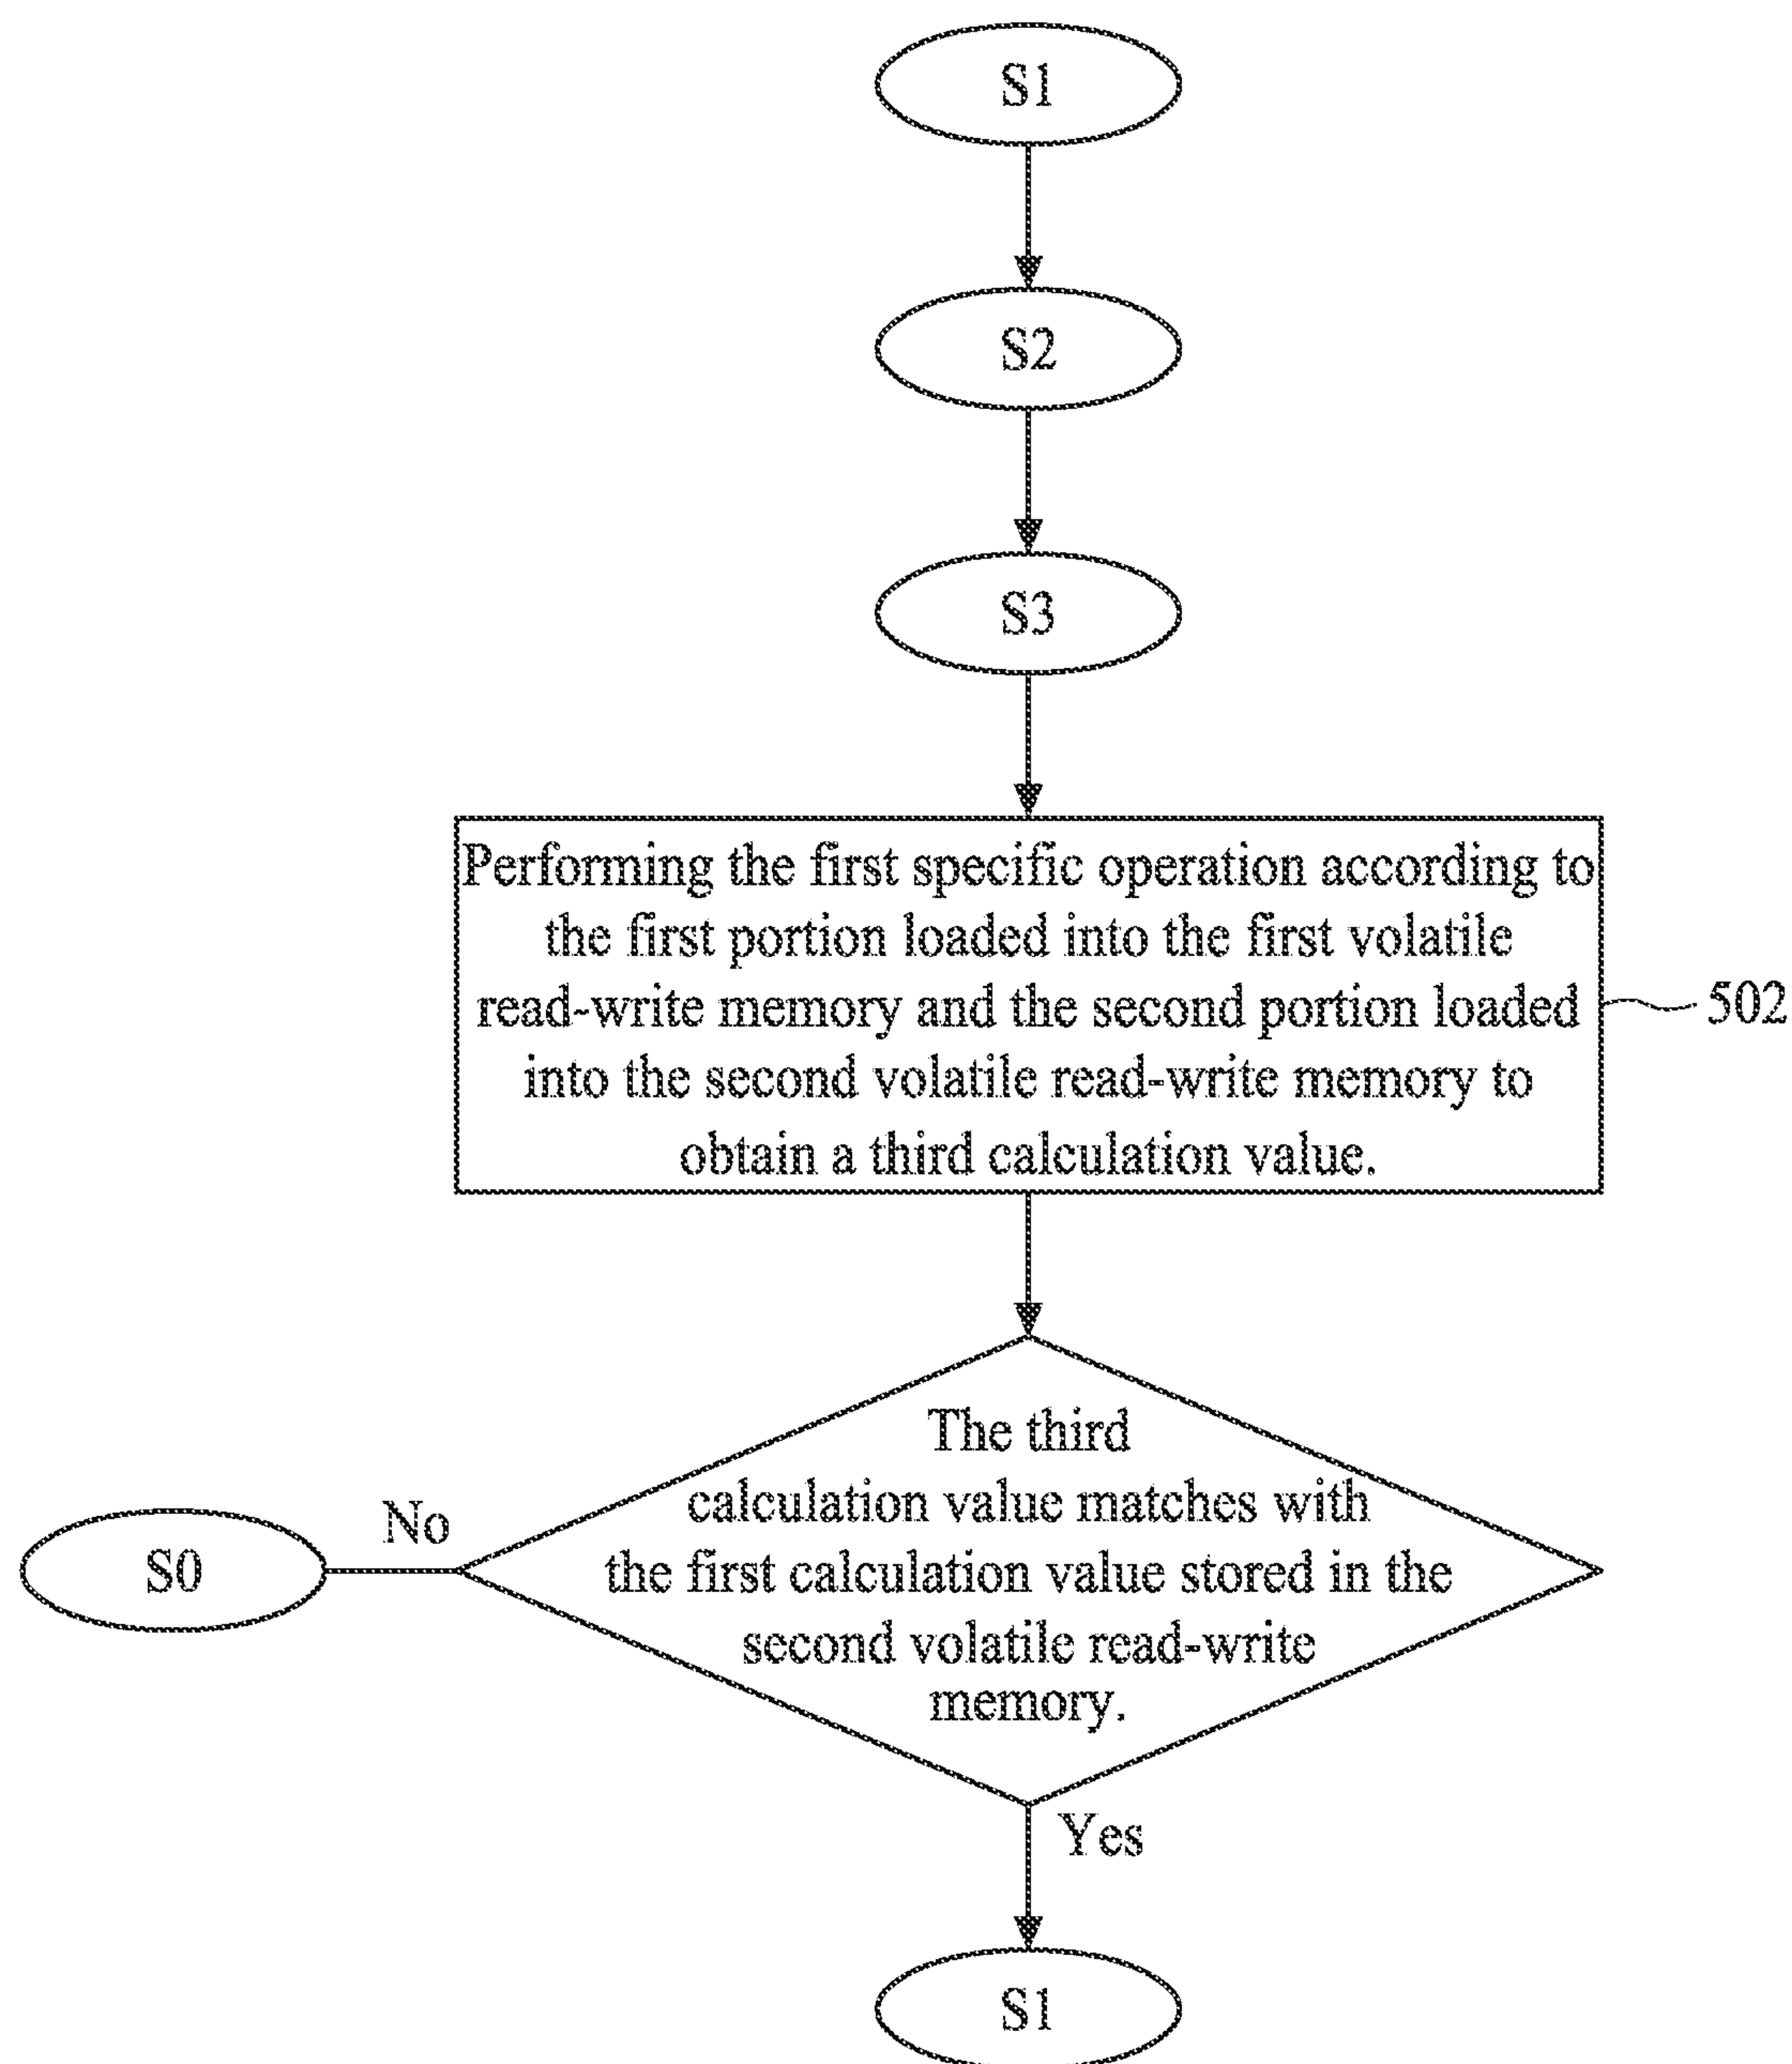 S1
S2
S3
Performing the first specific operation according to
the first portion loaded into the first volatile
read-write memory and the second portion loaded
into the second volatile read-write memory to
obtain a third calculation value.
502
The third
calculation value matches with
the first calculation value stored in the
second volatile read-write
memory.
No
S0
Yes
S1